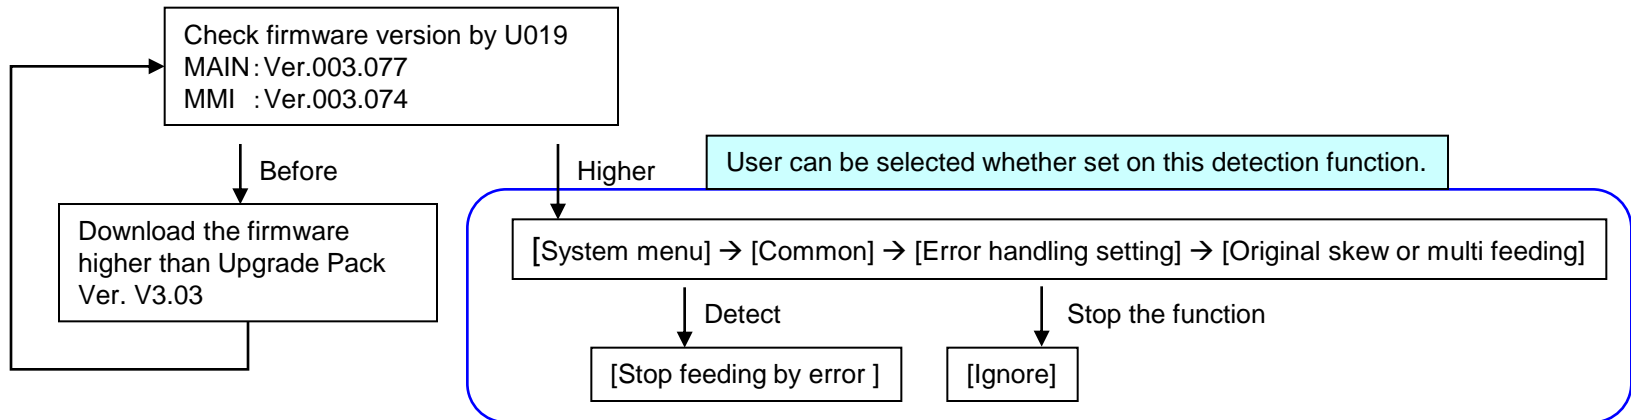 Check firmware version by U019
MAIN：Ver.003.077
MMI ：Ver.003.074
Before
Higher
User can be selected whether set on this detection function.
Download the firmware
higher than Upgrade Pack
Ver. V3.03
[System menu] → [Common] → [Error handling setting] → [Original skew or multi feeding]
Detect
Stop the function
[Stop feeding by error ]
[Ignore]